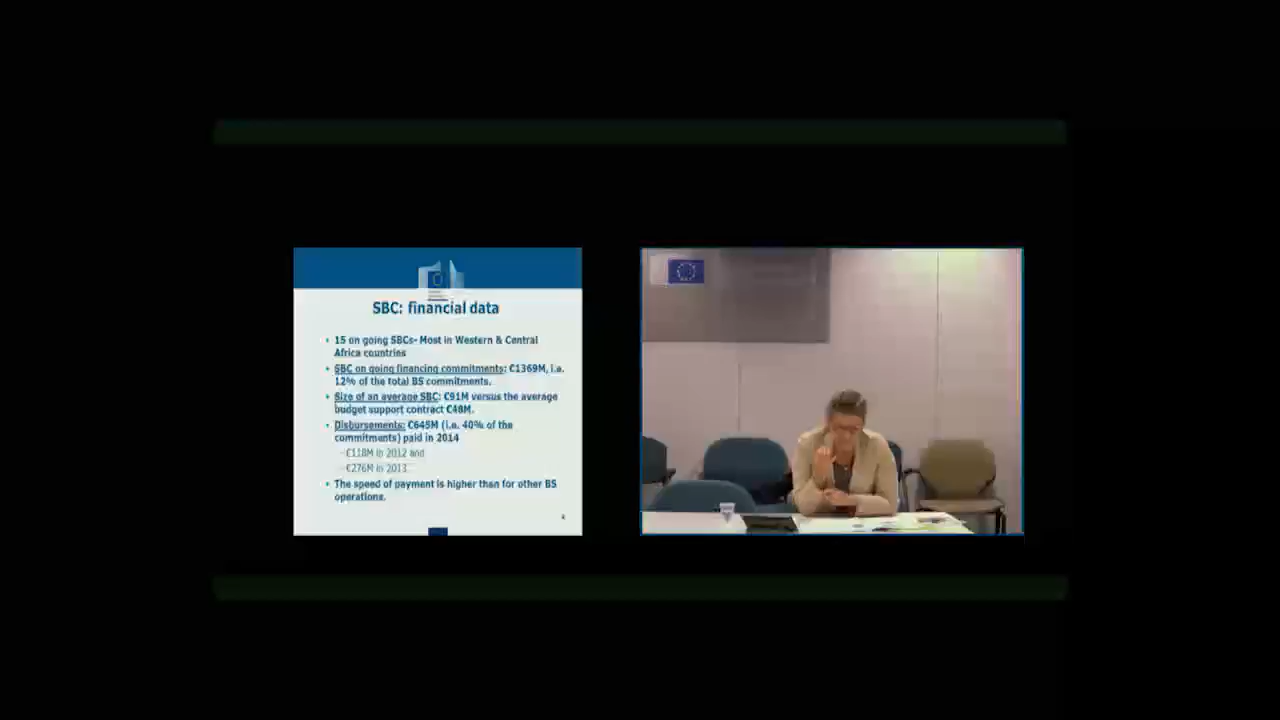 SBC: financial data
15 on going SBCs- Most in Western & Central
Africa countries
SBC on going financing commitments: €1369M, i.e.
12% of the total BS commitments.
Size of an average SBC: €91M versus the average
budget support contract €48M.
Disbursements: €645M (i.e. 40% of the
commitments) paid in 2014
–€118M in 2012 and
–€276M in 2013.
The speed of payment is higher than for other BS
operations.